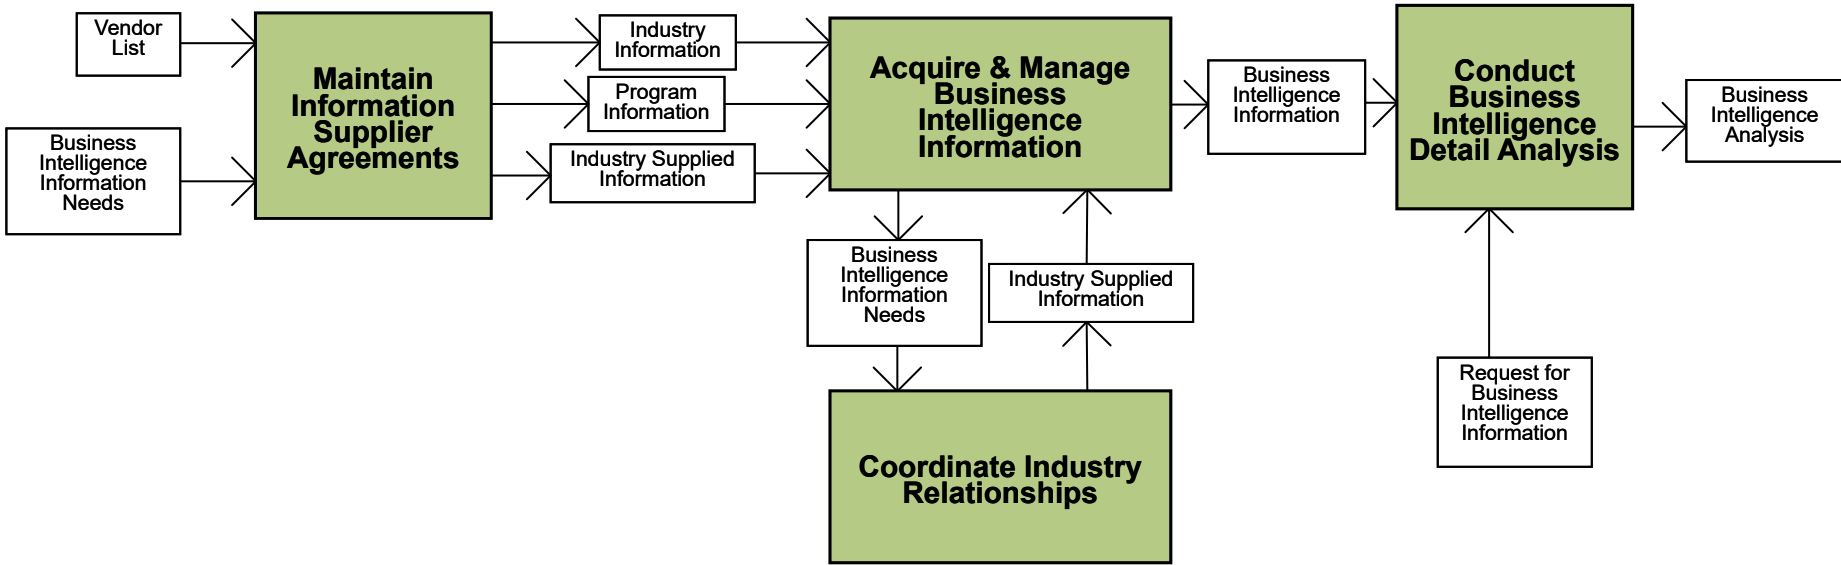 Vendor
List
Business
Intelligence
Information
Needs
Maintain
Information
Supplier
Agreements
Industry
Information
Program
Information
Industry Supplied
Information
Acquire & Manage
Business
Intelligence
Information
Business
Intelligence
Information
Needs
Industry Supplied
Information
Coordinate Industry
Relationships
Business
Intelligence
Information
Conduct
Business
Intelligence
Detail Analysis
Request for
Business
Intelligence
Information
Business
Intelligence
Analysis